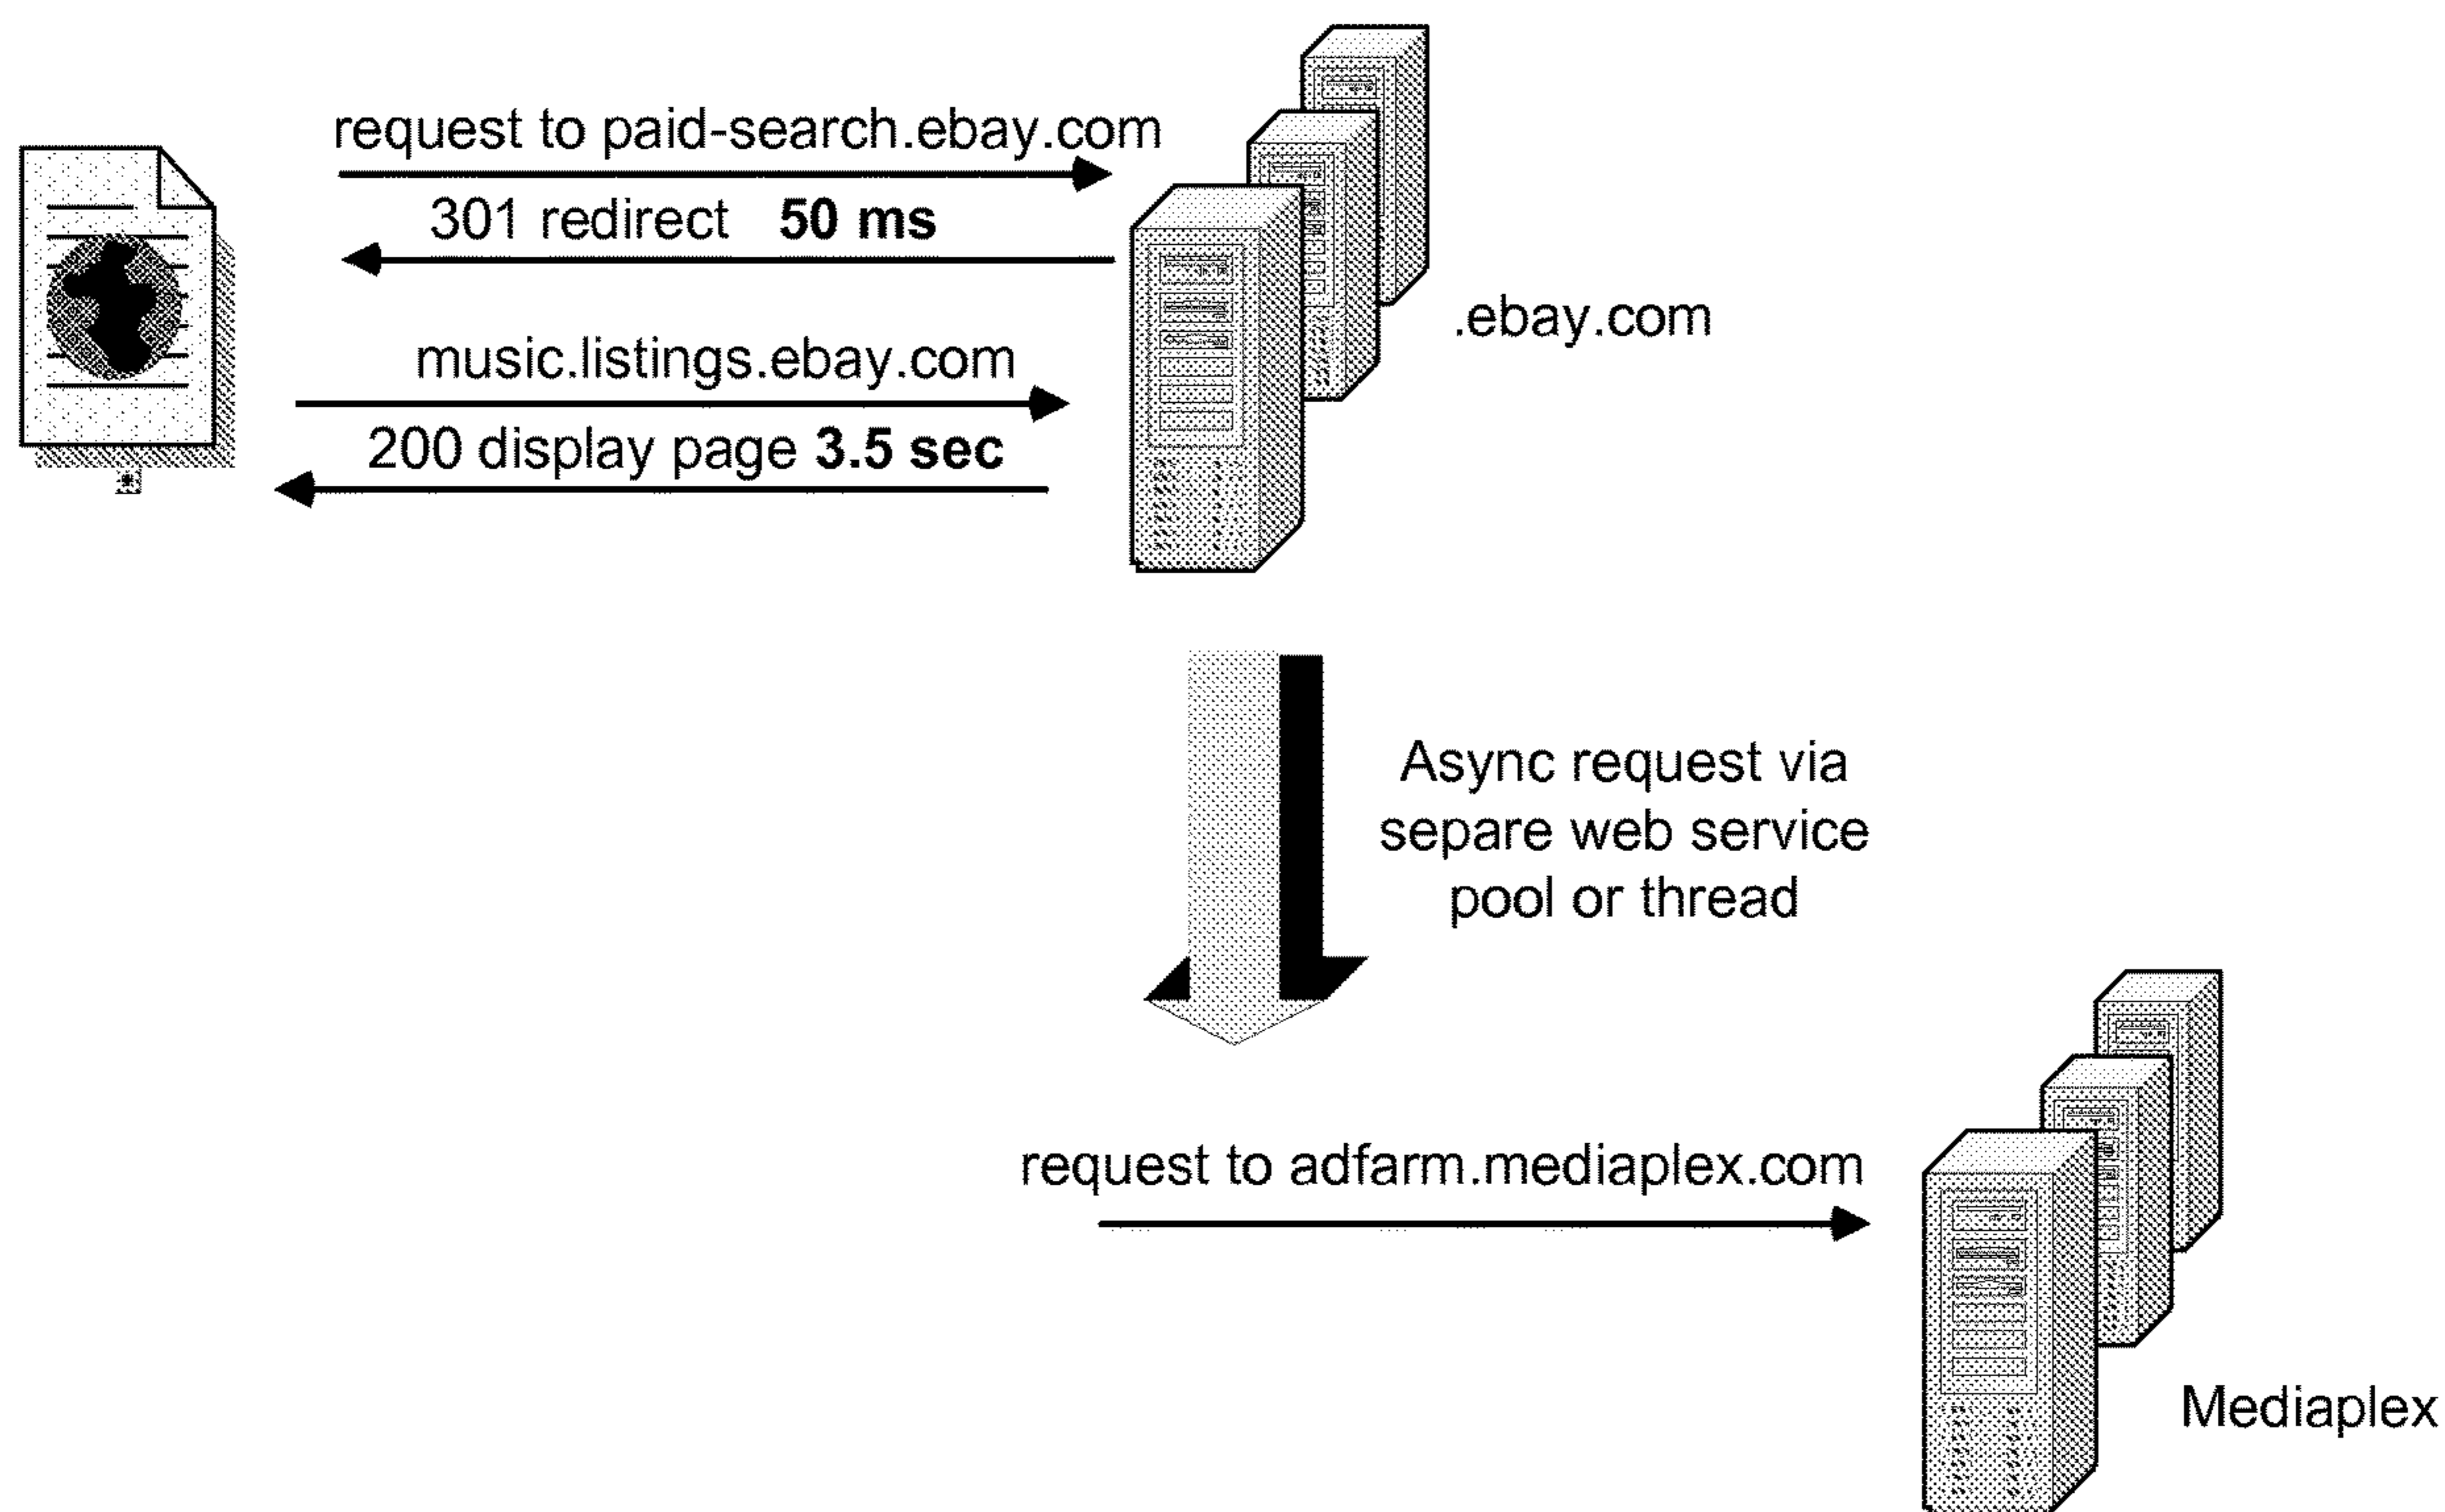 request to paid-search.ebay.com
301 redirect 50 ms
.ebay.com
music.listings.ebay.com
200 display page 3.5 sec
Async request via
separe web service
pool or thread
request to adfarm.mediaplex.com
Mediaplex